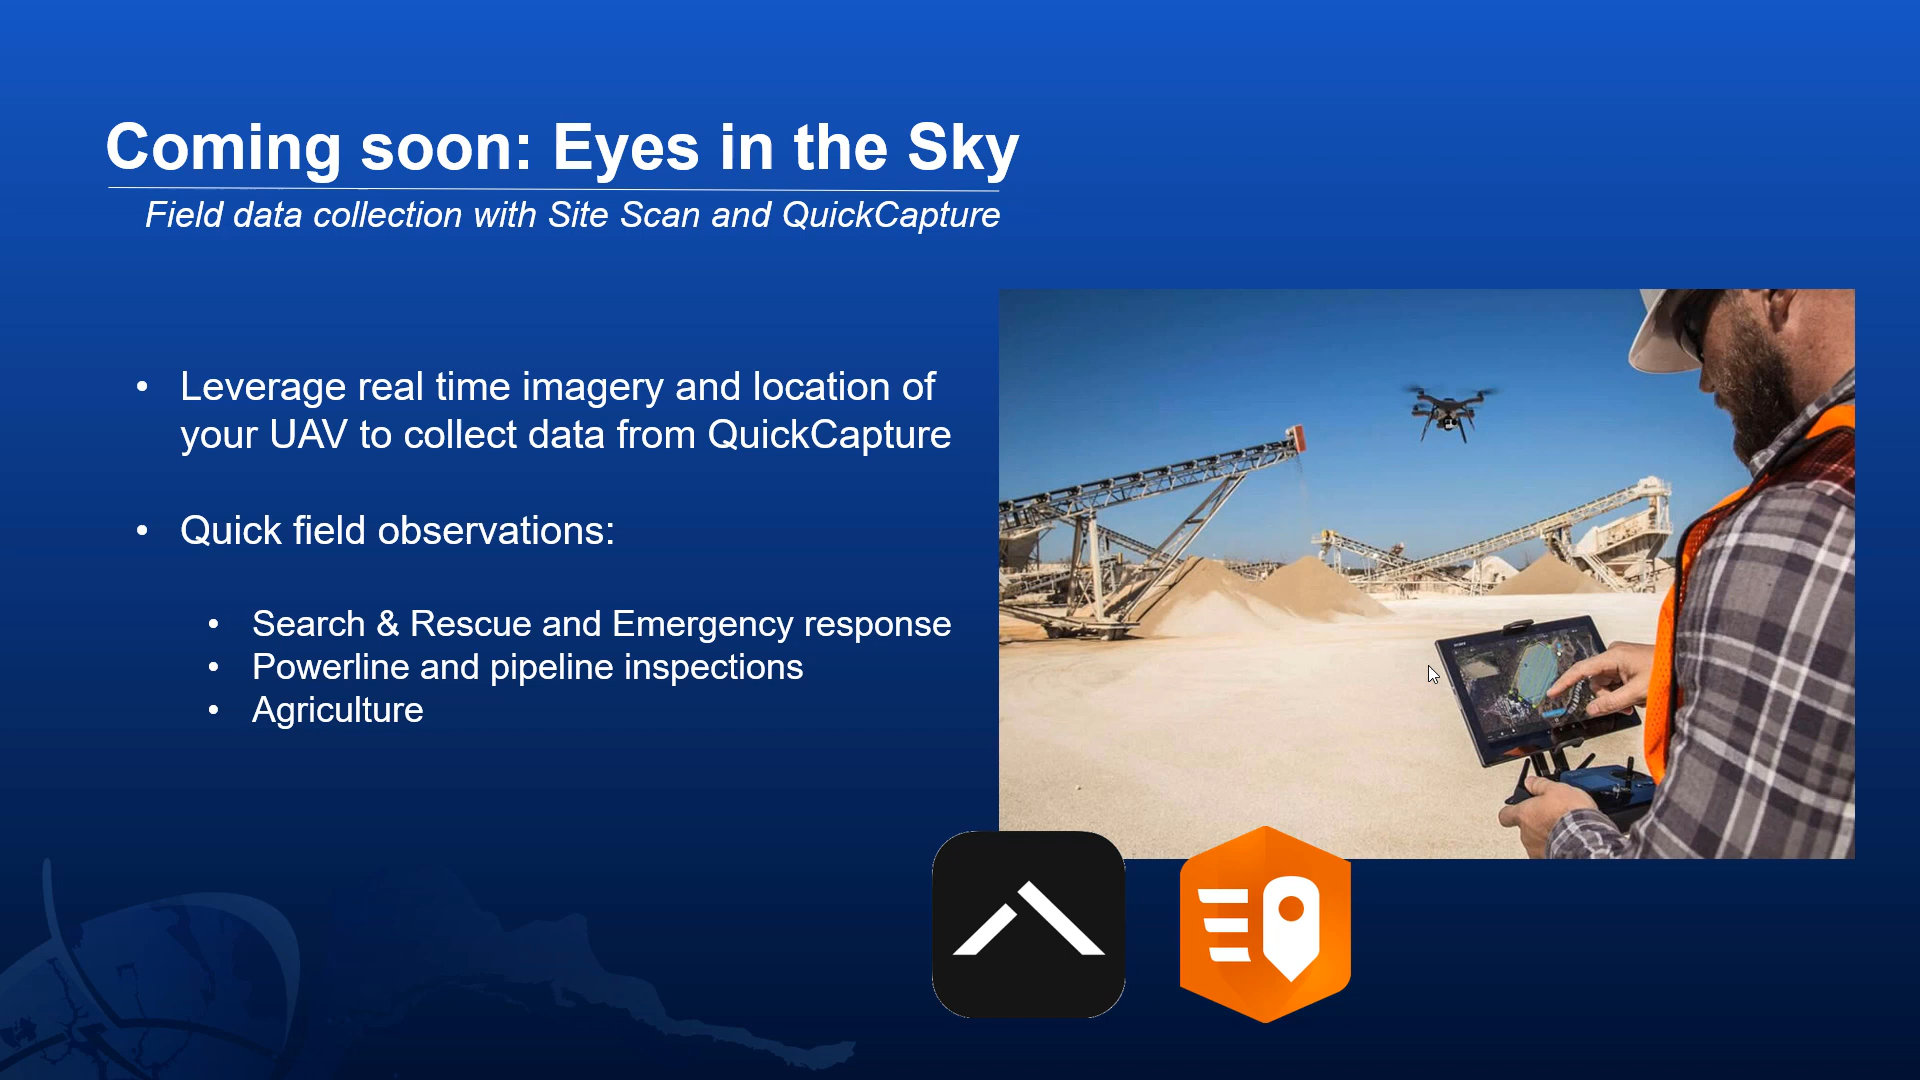 Coming soon: Eyes in the Sky
Field data collection with Site Scan and QuickCapture
• Leverage real time imagery and location of
your UAV to collect data from QuickCapture
• Quick field observations:
• Search & Rescue and Emergency response
• Powerline and pipeline inspections
• Agriculture